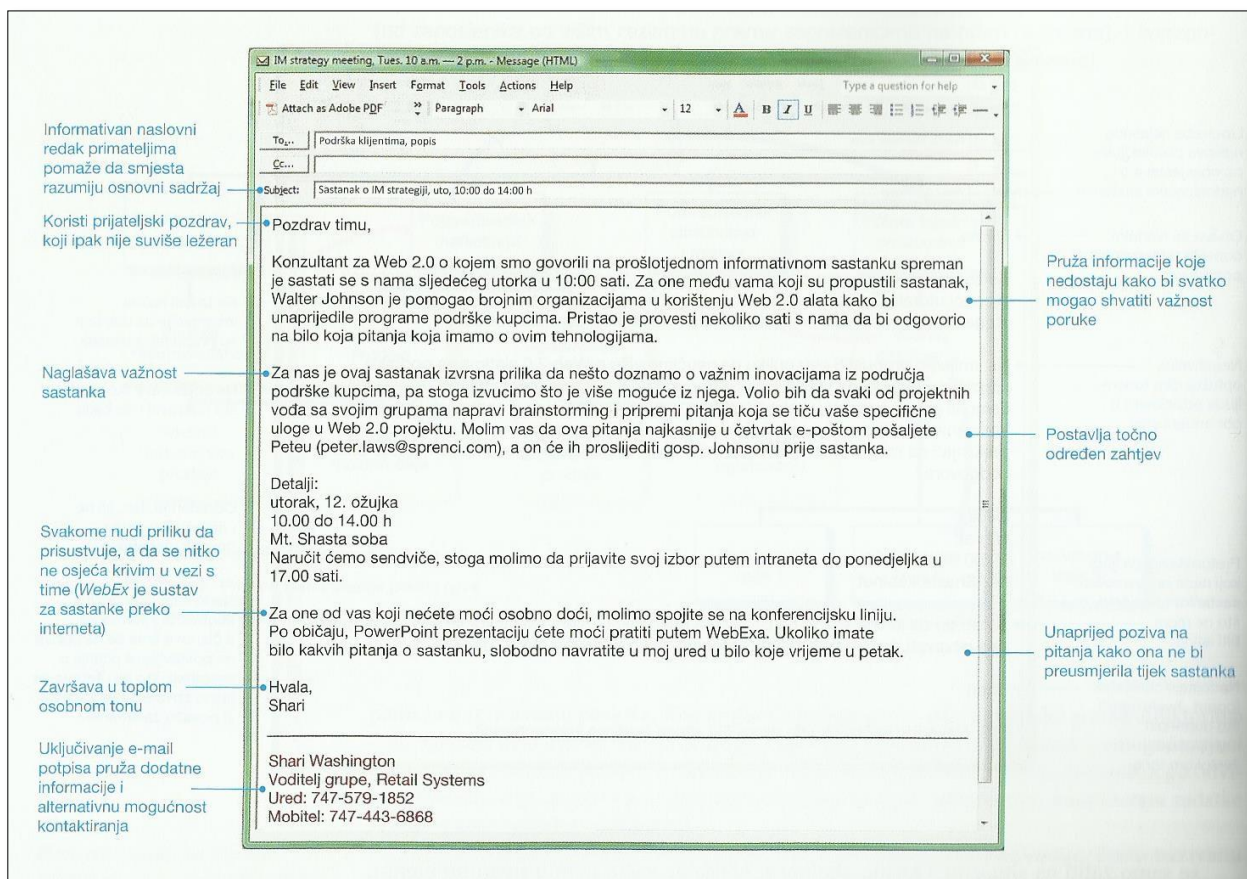 IM strategy meeting, Tues. 10 a.m. — 2 p.m. - Message (HTML)
File Edit View Insert Format Tools Actions Help
Type a question for help
Attach as Adobe PDF
Paragraph
Arial
12
A B I U
To...
Podrška klijentima, popis
Cc...
Subject:
Sastanak o IM strategiji, uto, 10:00 do 14:00 h
Informativan naslovni
redak primateljima
pomaže da smjesta
razumiju osnovni sadržaj
Koristi prijateljski pozdrav,
koji ipak nije suviše ležeran
Pozdrav timu,
Konzultant za Web 2.0 o kojem smo govorili na prošlotjednom informativnom sastanku spreman
je sastati se s nama sljedećeg utorka u 10:00 sati. Za one među vama koji su propustili sastanak,
Walter Johnson je pomogao brojnim organizacijama u korištenju Web 2.0 alata kako bi
unaprijedile programe podrške kupcima. Pristao je provesti nekoliko sati s nama da bi odgovorio
na bilo koja pitanja koja imamo o ovim tehnologijama.
Pruža informacije koje
nedostaju kako bi svatko
mogao shvatiti važnost
poruke
Naglašava važnost
sastanka
Za nas je ovaj sastanak izvrsna prilika da nešto doznamo o važnim inovacijama iz područja
podrške kupcima, pa stoga izvucimo što je više moguće iz njega. Volio bih da svaki od projektnih
vođa sa svojim grupama napravi brainstorming i pripremi pitanja koja se tiču vaše specifične
uloge u Web 2.0 projektu. Molim vas da ova pitanja najkasnije u četvrtak e-poštom pošaljete
Peteu (peter.laws@sprenci.com), a on će ih proslijediti gosp. Johnsonu prije sastanka.
Postavlja točno
određen zahtjev
Detalji:
utorak, 12. ožujka
10.00 do 14.00 h
Mt. Shasta soba
Naručit ćemo sendviče, stoga molimo da prijavite svoj izbor putem intraneta do ponedjeljka u
17.00 sati.
Svakome nudi priliku da
prisustvuje, a da se nitko
ne osjeća krivim u vezi s
time (WebEx je sustav
za sastanke preko
interneta)
Za one od vas koji nećete moći osobno doći, molimo spojite se na konferencijsku liniju.
Po običaju, PowerPoint prezentaciju ćete moći pratiti putem WebExa. Ukoliko imate
bilo kakvih pitanja o sastanku, slobodno navratite u moj ured u bilo koje vrijeme u petak.
Unaprijed poziva na
pitanja kako ona ne bi
preusmjerila tijek sastanka
Završava u toplom
osobnom tonu
Hvala,
Shari
Uključivanje e-mail
potpisa pruža dodatne
informacije i
alternativnu mogućnost
kontaktiranja
Shari Washington
Voditelj grupe, Retail Systems
Ured: 747-579-1852
Mobitel: 747-443-6868